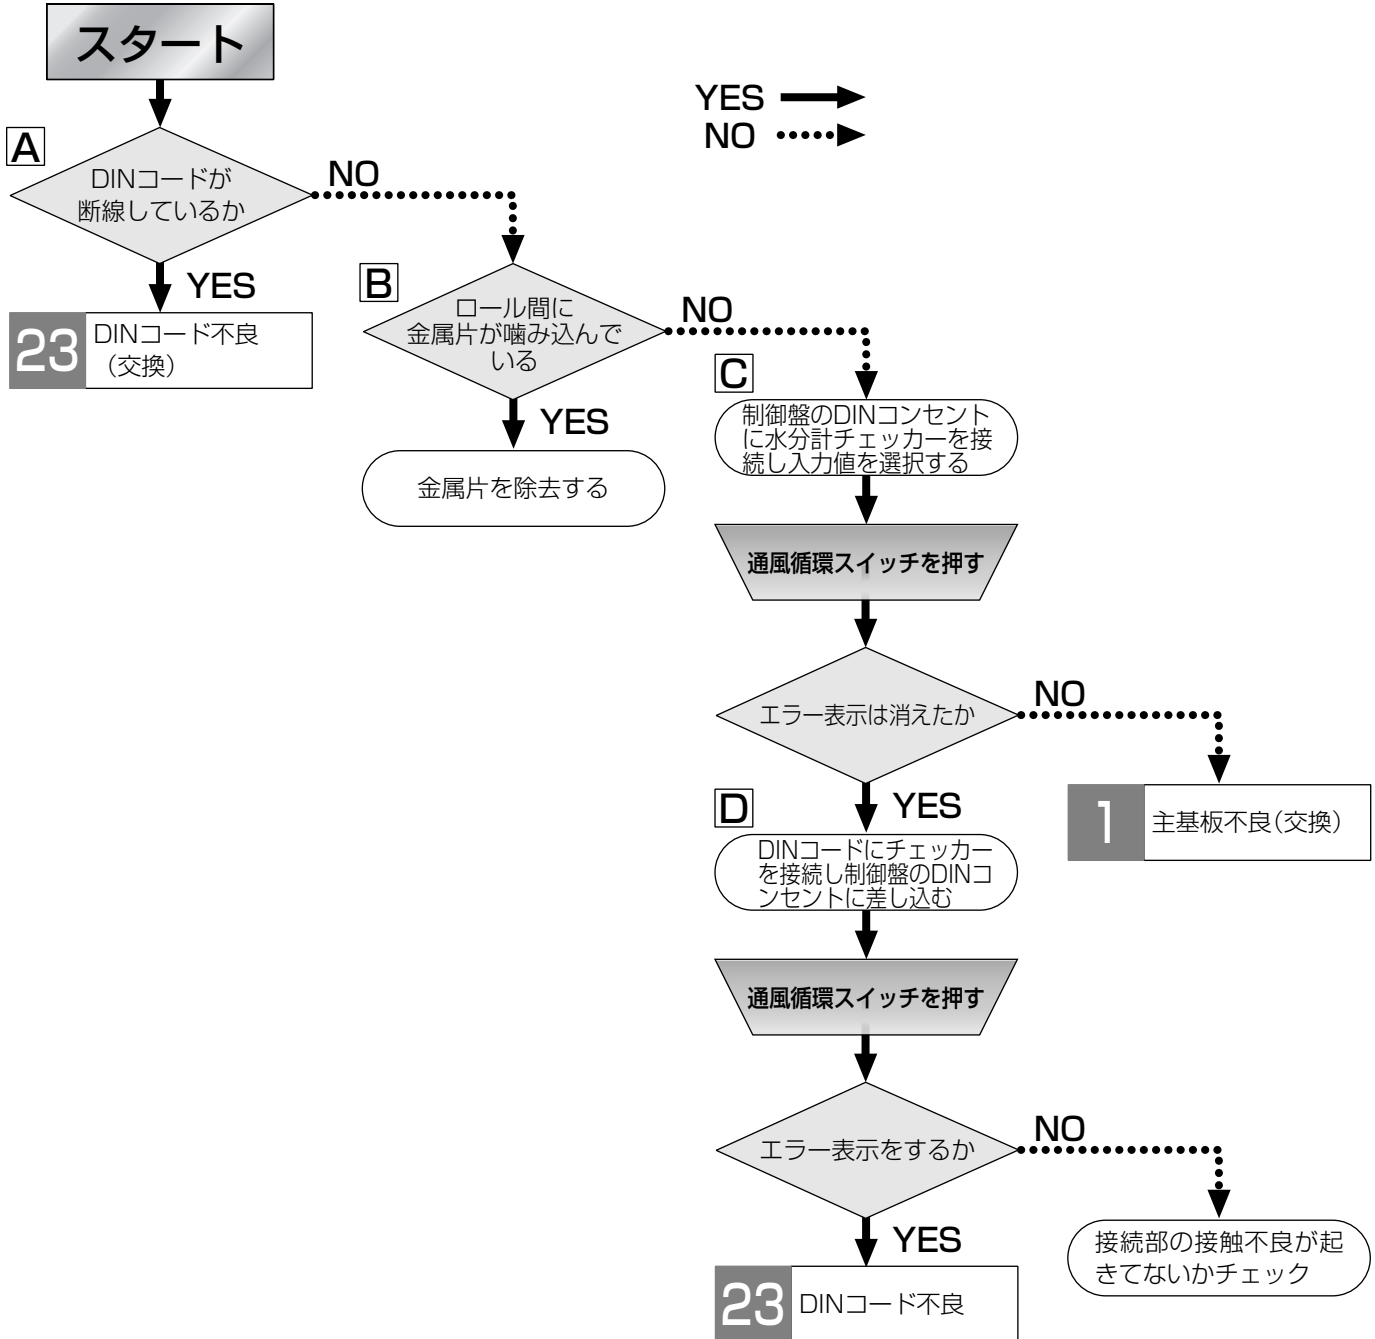 スタート
YES
NO
A
DINコードが
断線しているか
NO
YES
23
DINコード不良
（交換）
B
ロール間に
金属片が噛み込んで
いる
NO
YES
金属片を除去する
C
制御盤のDINコンセント
に水分計チェッカーを接
続し入力値を選択する
通風循環スイッチを押す
エラー表示は消えたか
NO
1
主基板不良（交換）
YES
D
DINコードにチェッカー
を接続し制御盤のDINコ
ンセントに差し込む
通風循環スイッチを押す
エラー表示をするか
NO
接続部の接触不良が起
きてないかチェック
YES
23
DINコード不良